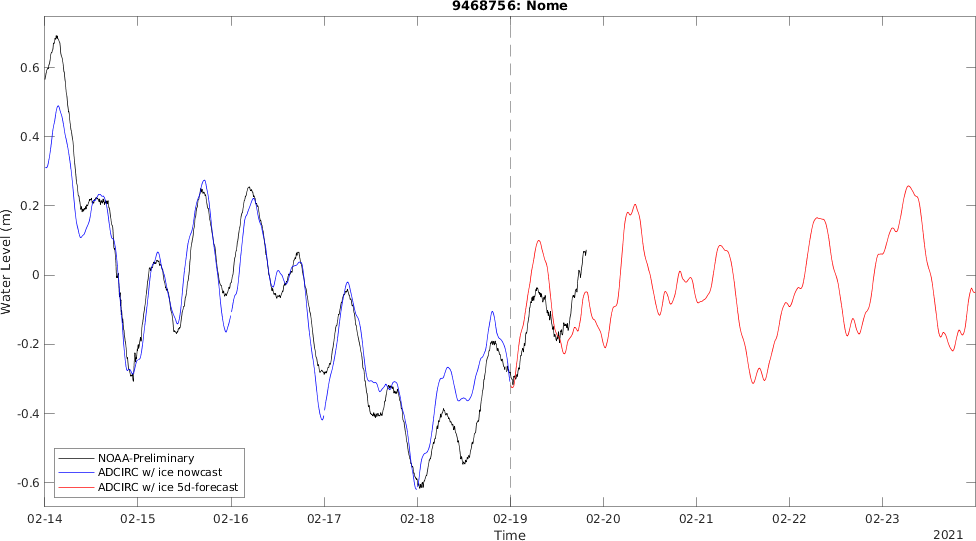 9468756: Nome
Water Level (m)
0.6
0.4
0.2
0
-0.2
-0.4
-0.6
NOAA-Preliminary
ADCIRC w/ ice nowcast
ADCIRC w/ ice 5d-forecast
02-14 02-15 02-16 02-17 02-18 02-19 02-20 02-21 02-22 02-23
Time
2021